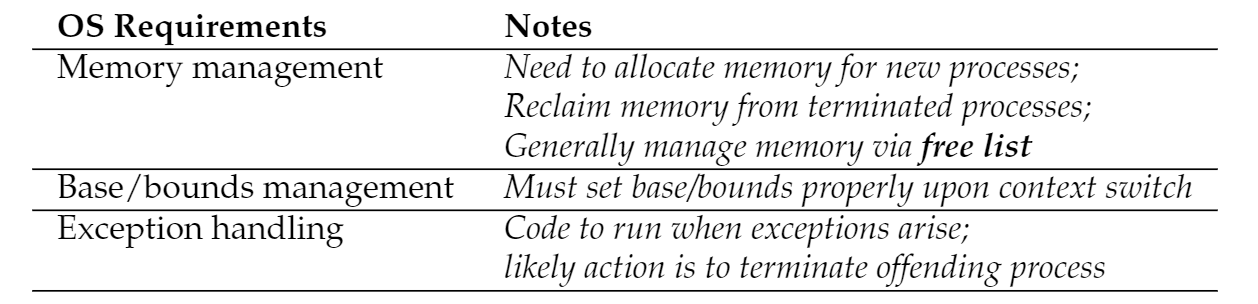 OS Requirements Notes
Memory management Need to allocate memory for new processes;
Reclaim memory from terminated processes;
Generally manage memory via free list
Base/bounds management Must set base/bounds properly upon context switch
Exception handling Code to run when exceptions arise;
likely action is to terminate offending process